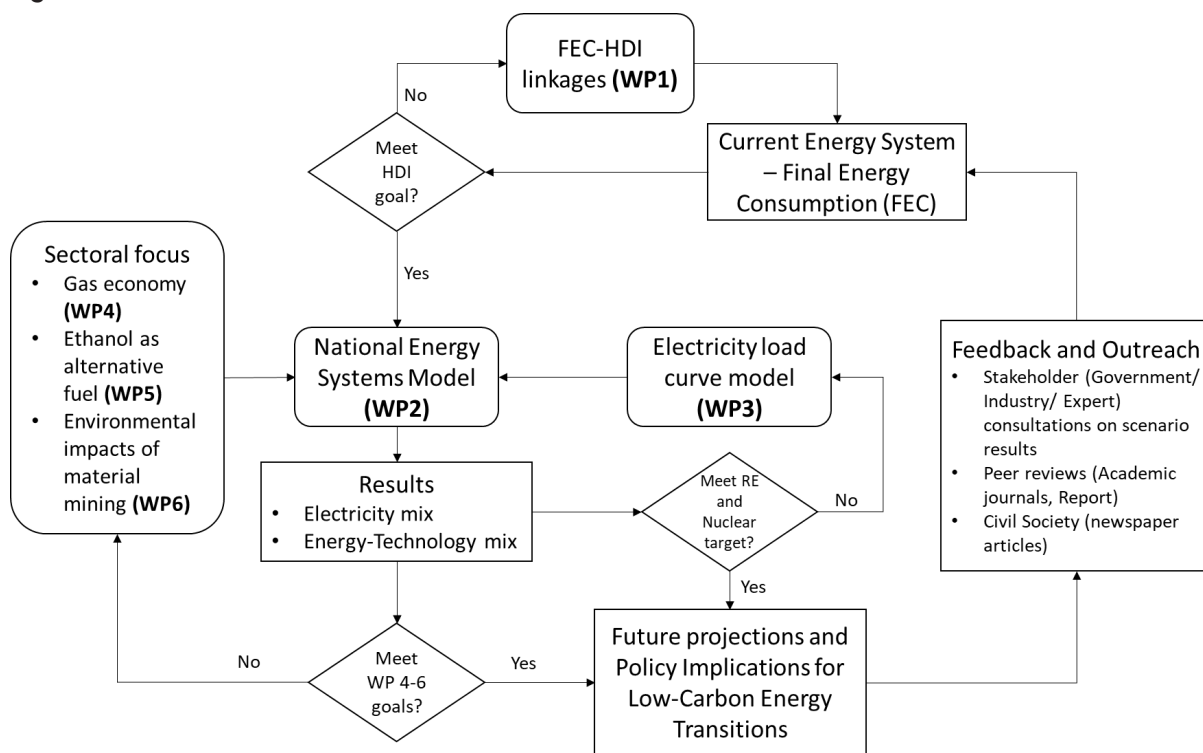 FEC-HDI
linkages (WP1)
No
Meet
HDI
goal?
Current Energy System
– Final Energy
Consumption (FEC)
Yes
Sectoral focus
• Gas economy
(WP4)
• Ethanol as
alternative
fuel (WP5)
• Environmental
impacts of
material
mining (WP6)
National Energy
Systems Model
(WP2)
Electricity load
curve model
(WP3)
Feedback and Outreach
• Stakeholder (Government/
Industry/ Expert)
consultations on scenario
results
• Peer reviews (Academic
journals, Report)
• Civil Society (newspaper
articles)
Results
• Electricity mix
• Energy-Technology mix
Meet RE
and
Nuclear
target?
No
Yes
No
Meet
WP 4-6
goals?
Yes
Future projections and
Policy Implications for
Low-Carbon Energy
Transitions